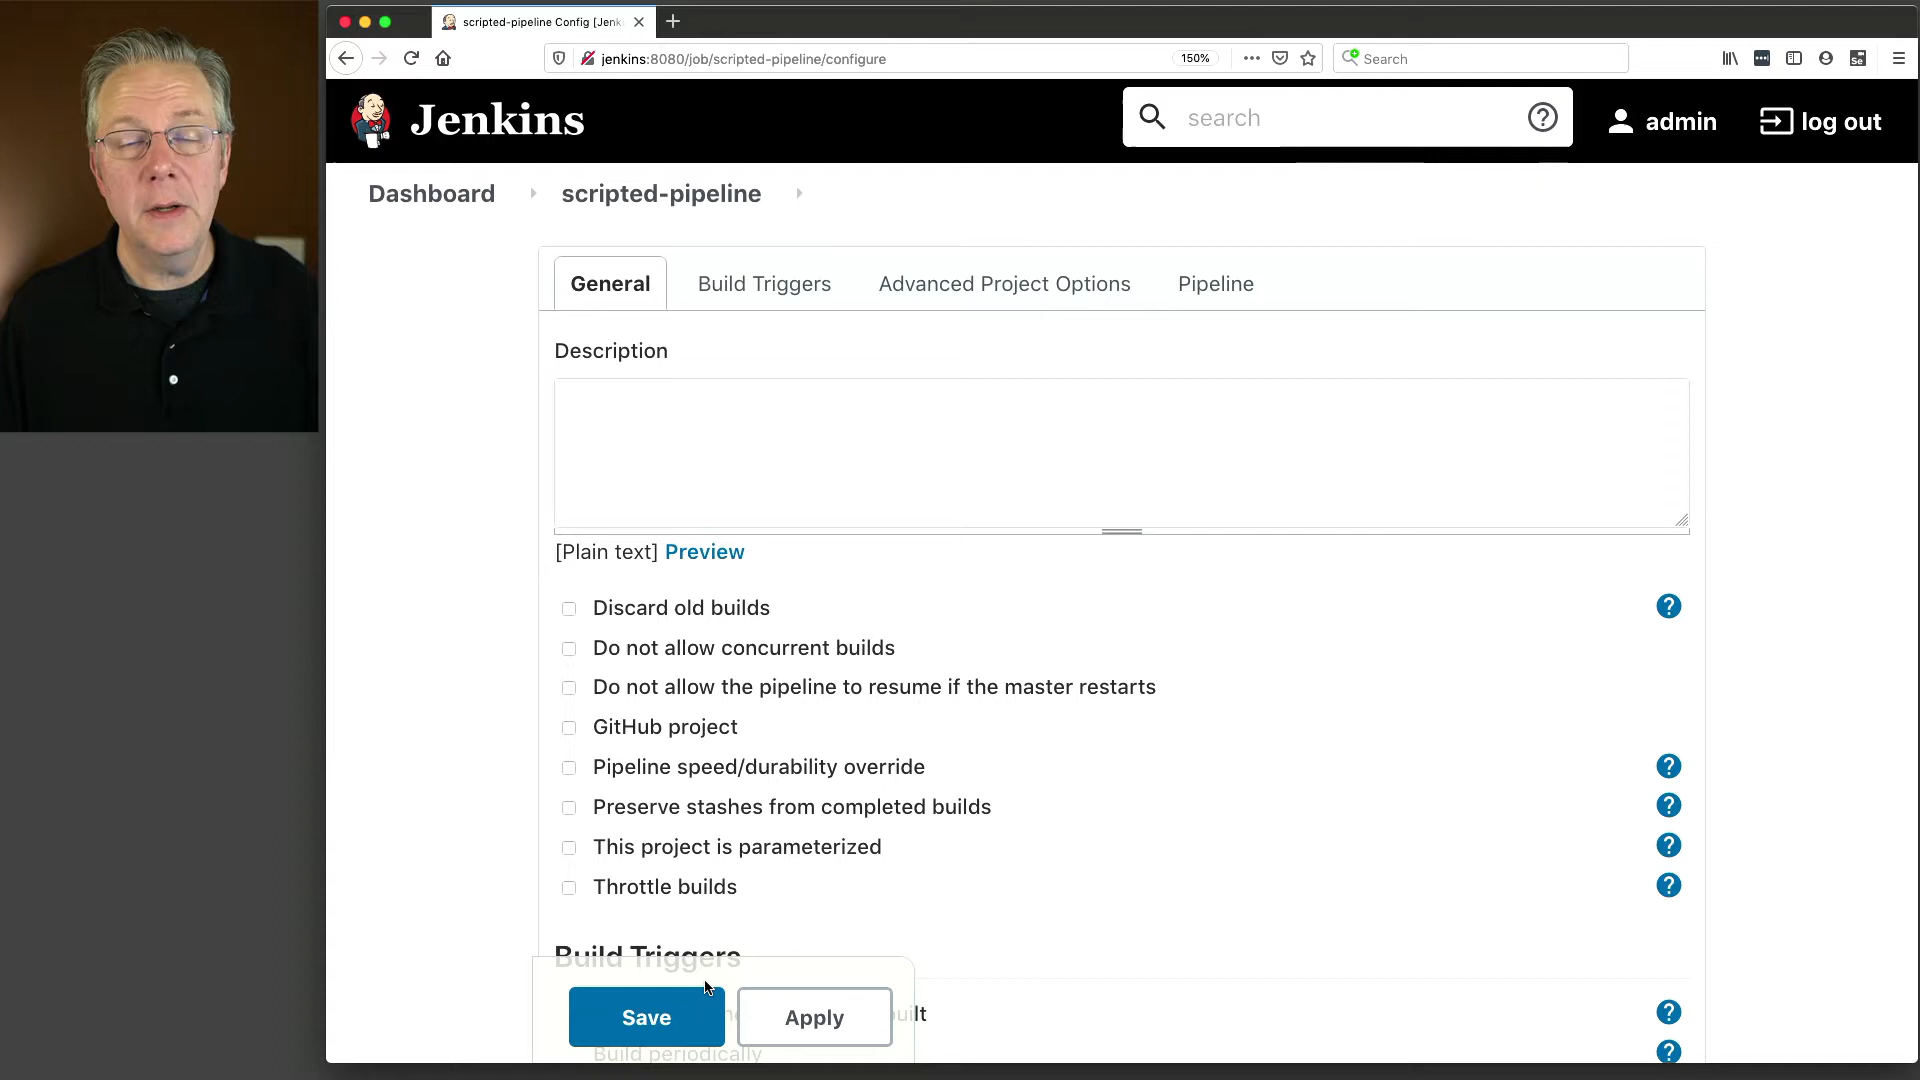 scripted-pipeline Config [Jenk
jenkins:8080/job/scripted-pipeline/configure
150%
Search
Jenkins
search
admin
log out
Dashboard
scripted-pipeline
General
Build Triggers
Advanced Project Options
Pipeline
Description
[Plain text] Preview
Discard old builds
Do not allow concurrent builds
Do not allow the pipeline to resume if the master restarts
GitHub project
Pipeline speed/durability override
Preserve stashes from completed builds
This project is parameterized
Throttle builds
Build Triggers
Save
Apply
Build periodically